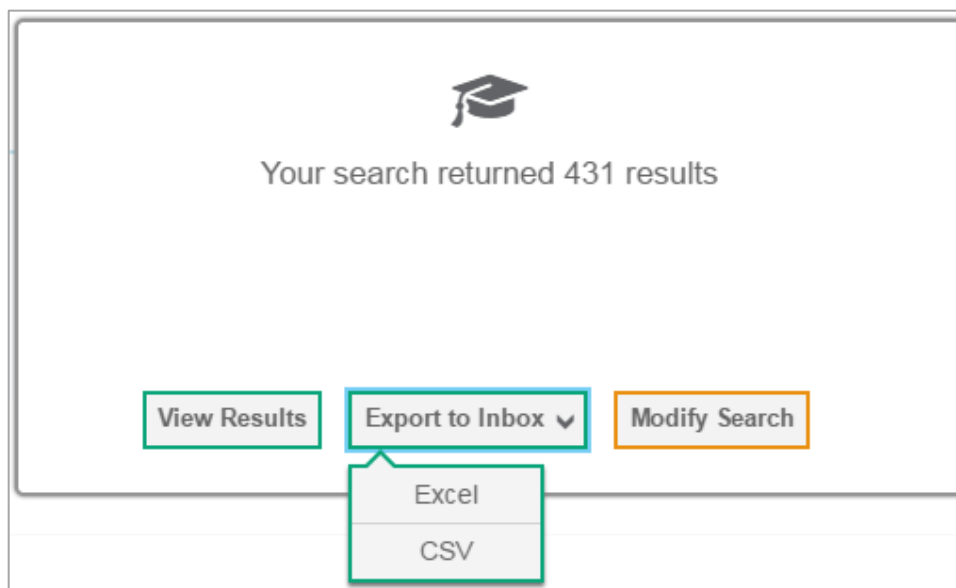 Your search returned 431 results
View Results
Export to Inbox
Modify Search
Excel
CSV